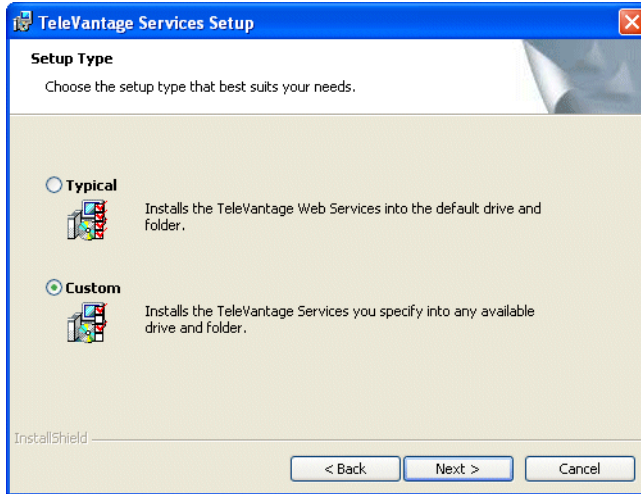 TeleVantage Services Setup
Setup Type
Choose the setup type that best suits your needs.
Typical
Installs the TeleVantage Web Services into the default drive and
folder.
Custom
Installs the TeleVantage Services you specify into any available
drive and folder.
InstallShield
< Back Next > Cancel